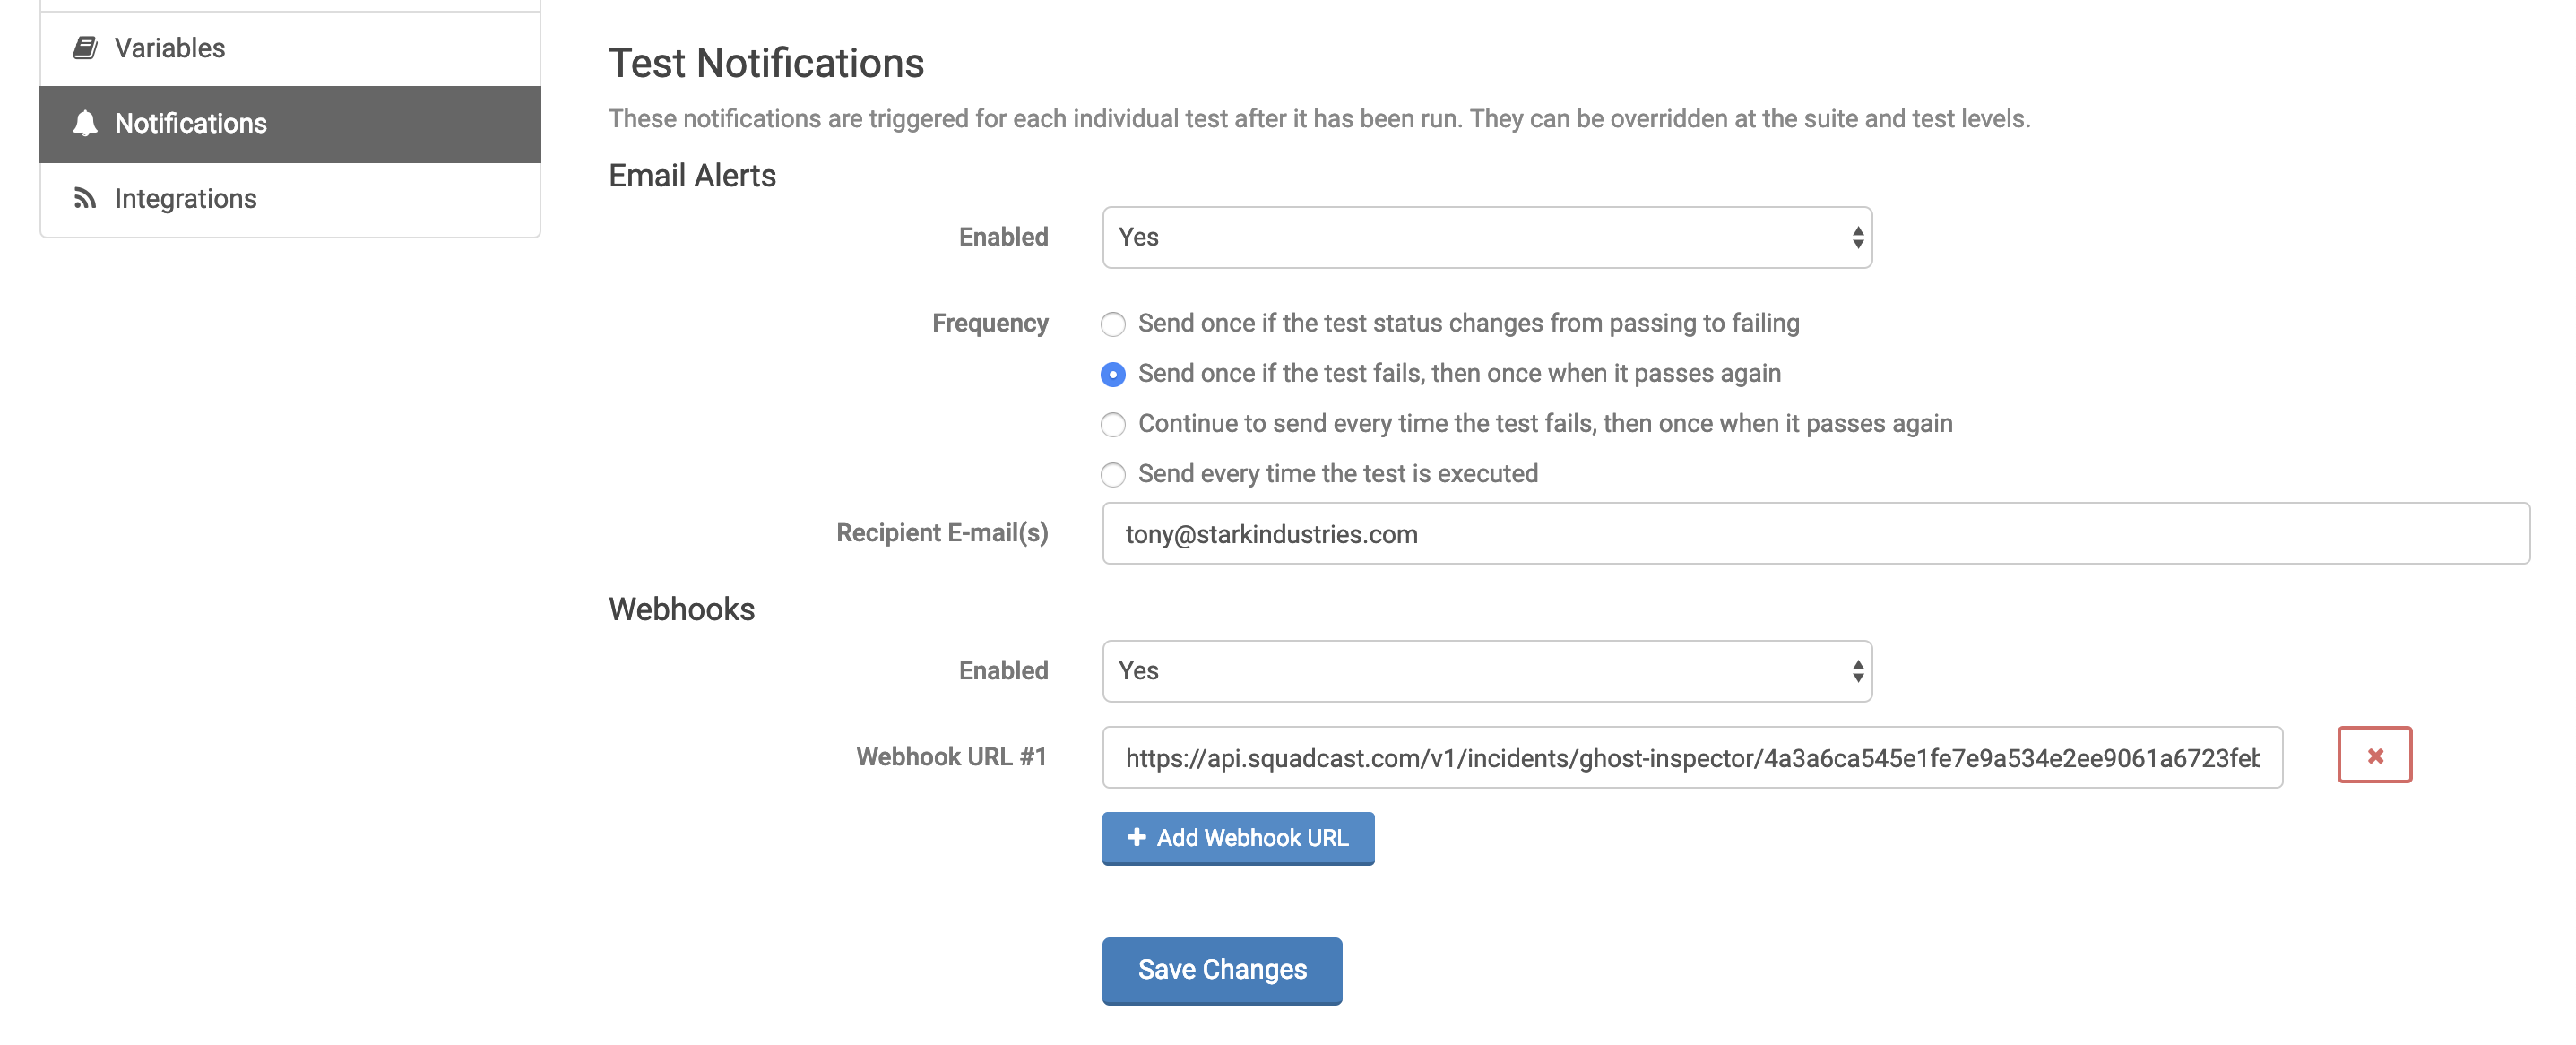 Variables
Notifications
Integrations
Test Notifications
These notifications are triggered for each individual test after it has been run. They can be overridden at the suite and test levels.
Email Alerts
Enabled
Yes
Frequency
Send once if the test status changes from passing to failing
Send once if the test fails, then once when it passes again
Continue to send every time the test fails, then once when it passes again
Send every time the test is executed
Recipient E-mail(s)
tony@starkindustries.com
Webhooks
Enabled
Yes
Webhook URL #1
https://api.squadcast.com/v1/incidents/ghost-inspector/4a3a6ca545e1fe7e9a534e2ee9061a6723feb
Add Webhook URL
Save Changes